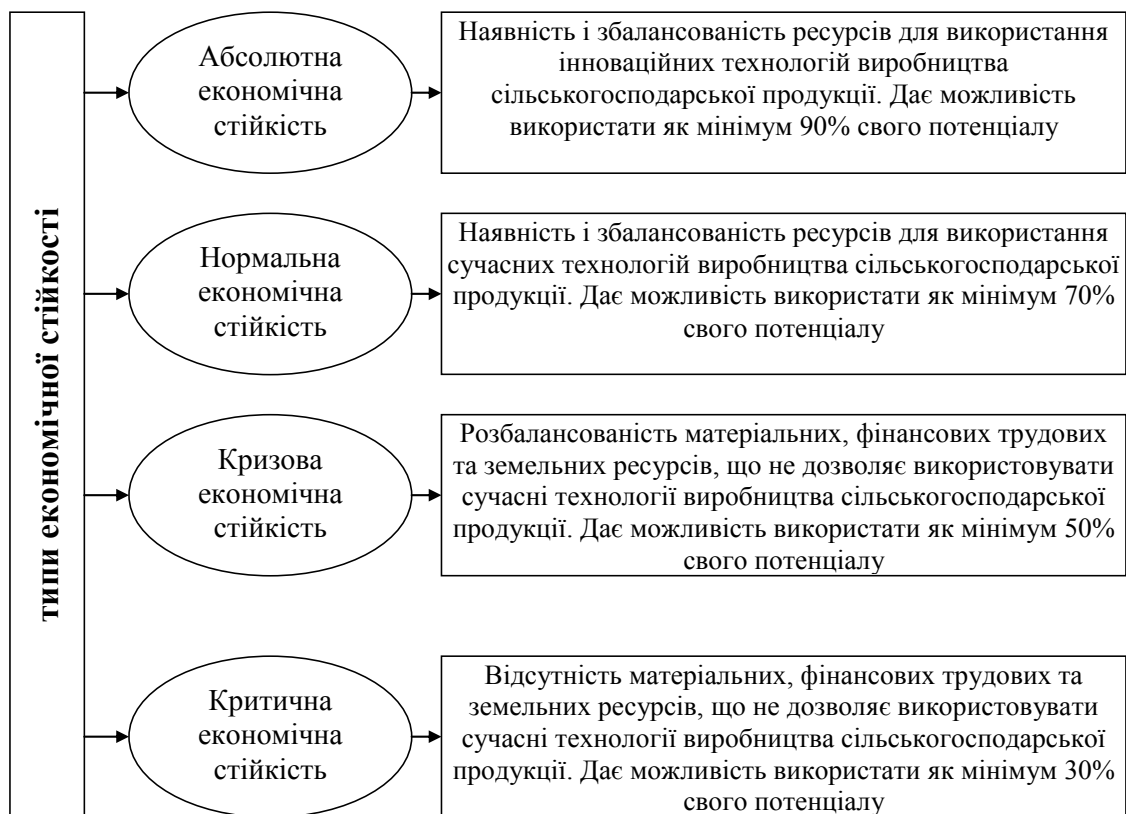 типи економічної стійкості
Абсолютна
економічна
стійкість
Наявність і збалансованість ресурсів для використання
інноваційних технологій виробництва
сільськогосподарської продукції. Дає можливість
використати як мінімум 90% свого потенціалу
Нормальна
економічна
стійкість
Наявність і збалансованість ресурсів для використання
сучасних технологій виробництва сільськогосподарської
продукції. Дає можливість використати як мінімум 70%
свого потенціалу
Кризова
економічна
стійкість
Розбалансованість матеріальних, фінансових трудових
та земельних ресурсів, що не дозволяє використовувати
сучасні технології виробництва сільськогосподарської
продукції. Дає можливість використати як мінімум 50%
свого потенціалу
Критична
економічна
стійкість
Відсутність матеріальних, фінансових трудових та
земельних ресурсів, що не дозволяє використовувати
сучасні технології виробництва сільськогосподарської
продукції. Дає можливість використати як мінімум 30%
свого потенціалу